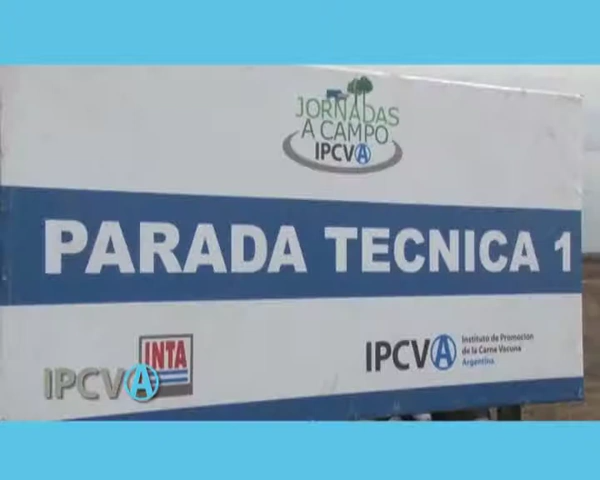 JORNADAS
A CAMPO
IPCVA
PARADA TECNICA 1
INTA
IPCVA
IPCVA
Instituto de Promoción
de la Carne Vacuna
Argentina